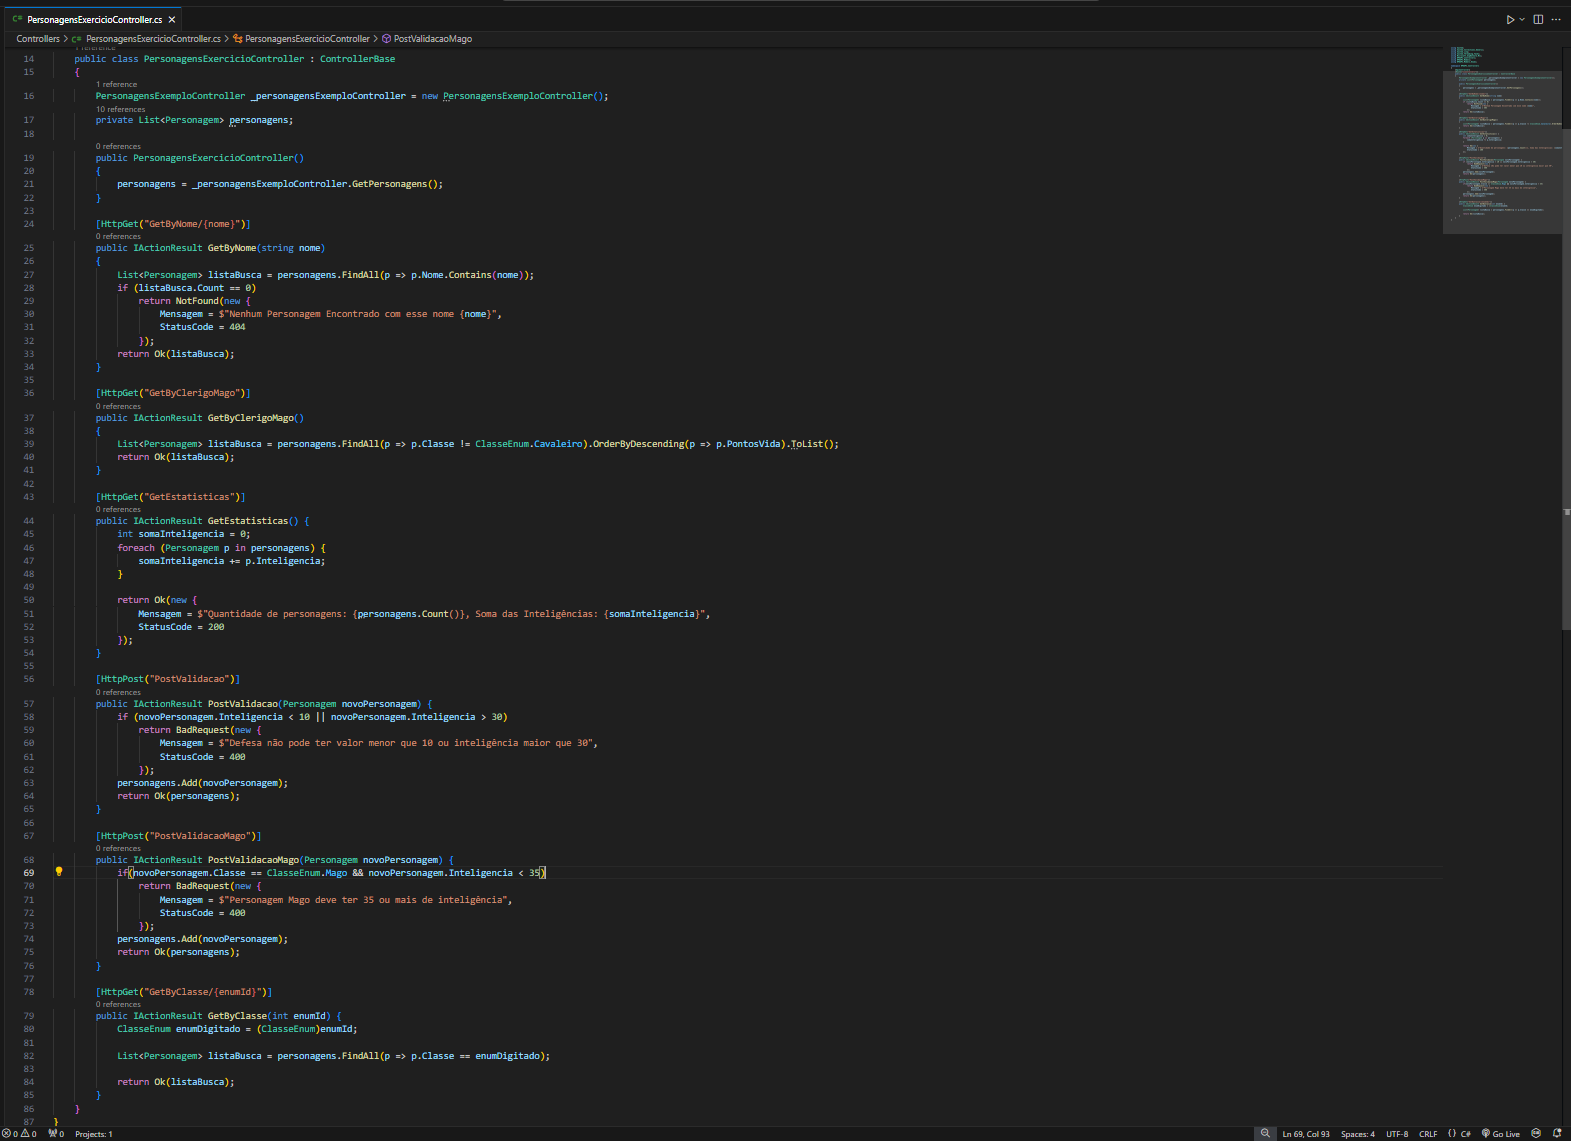 C# PersonagensExercicioController.cs ×
Controllers > C# PersonagensExercicioController.cs > PersonagensExercicioController > PostValidacaoMago
1 reference
14 public class PersonagensExercicioController : ControllerBase
15 {
1 reference
16 PersonagensExemploController _personagensExemploController = new PersonagensExemploController();
10 references
17 private List<Personagem> personagens;
18
0 references
19 public PersonagensExercicioController()
20 {
21 personagens = _personagensExemploController.GetPersonagens();
22 }
23
24 [HttpGet("GetByNome/{nome}")]
0 references
25 public IActionResult GetByNome(string nome)
26 {
27 List<Personagem> listaBusca = personagens.FindAll(p => p.Nome.Contains(nome));
28 if (listaBusca.Count == 0)
29 return NotFound(new {
30 Mensagem = $"Nenhum Personagem Encontrado com esse nome {nome}",
31 StatusCode = 404
32 });
33 return Ok(listaBusca);
34 }
35
36 [HttpGet("GetByClerigoMago")]
0 references
37 public IActionResult GetByClerigoMago()
38 {
39 List<Personagem> listaBusca = personagens.FindAll(p => p.Classe != ClasseEnum.Cavaleiro).OrderByDescending(p => p.PontosVida).ToList();
40 return Ok(listaBusca);
41 }
42
43 [HttpGet("GetEstatisticas")]
0 references
44 public IActionResult GetEstatisticas() {
45 int somaInteligencia = 0;
46 foreach (Personagem p in personagens) {
47 somaInteligencia += p.Inteligencia;
48 }
49
50 return Ok(new {
51 Mensagem = $"Quantidade de personagens: {personagens.Count()}, Soma das Inteligências: {somaInteligencia}",
52 StatusCode = 200
53 });
54 }
55
56 [HttpPost("PostValidacao")]
0 references
57 public IActionResult PostValidacao(Personagem novoPersonagem) {
58 if (novoPersonagem.Inteligencia < 10 || novoPersonagem.Inteligencia > 30)
59 return BadRequest(new {
60 Mensagem = $"Defesa não pode ter valor menor que 10 ou inteligência maior que 30",
61 StatusCode = 400
62 });
63 personagens.Add(novoPersonagem);
64 return Ok(personagens);
65 }
66
67 [HttpPost("PostValidacaoMago")]
0 references
68 public IActionResult PostValidacaoMago(Personagem novoPersonagem) {
69 if(novoPersonagem.Classe == ClasseEnum.Mago && novoPersonagem.Inteligencia < 35)
70 return BadRequest(new {
71 Mensagem = $"Personagem Mago deve ter 35 ou mais de inteligência",
72 StatusCode = 400
73 });
74 personagens.Add(novoPersonagem);
75 return Ok(personagens);
76 }
77
78 [HttpGet("GetByClasse/{enumId}")]
0 references
79 public IActionResult GetByClasse(int enumId) {
80 ClasseEnum enumDigitado = (ClasseEnum)enumId;
81
82 List<Personagem> listaBusca = personagens.FindAll(p => p.Classe == enumDigitado);
83
84 return Ok(listaBusca);
85 }
86 }
87 }
0 0 0 Projects: 1 Ln 69, Col 93 Spaces: 4 UTF-8 CRLF {} C# Go Live